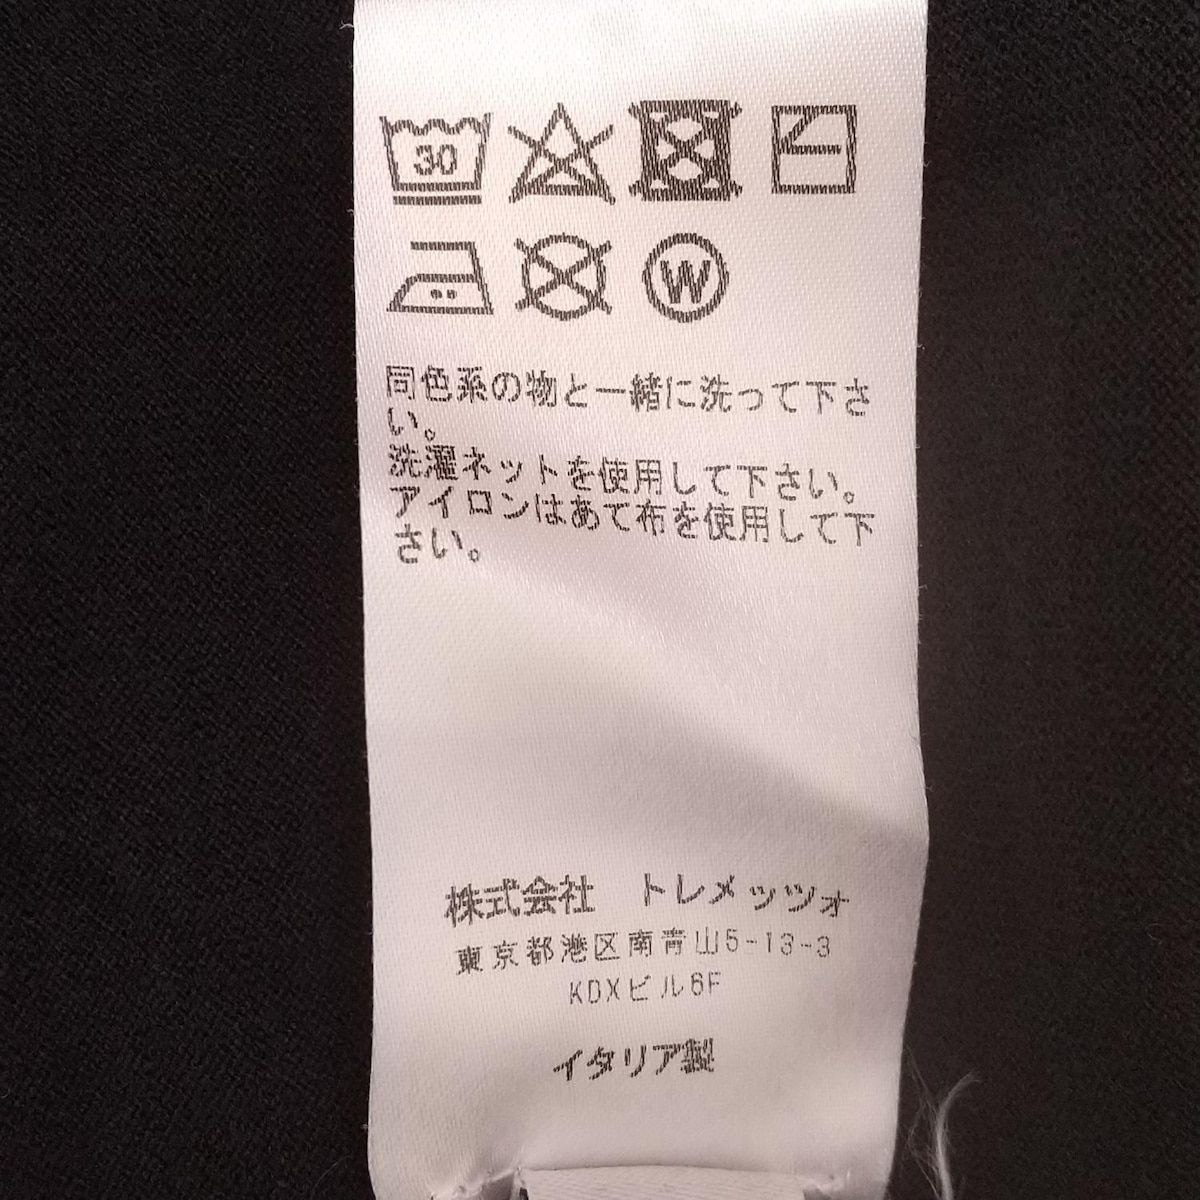 30
W
同色系の物と一緒に洗って下さ
い。
洗濯ネットを使用して下さい。
アイロンはあて布を使用して下
さい。
株式会社 トレメッツォ
東京都港区南青山5-13-3
KDXビル6F
イタリア製